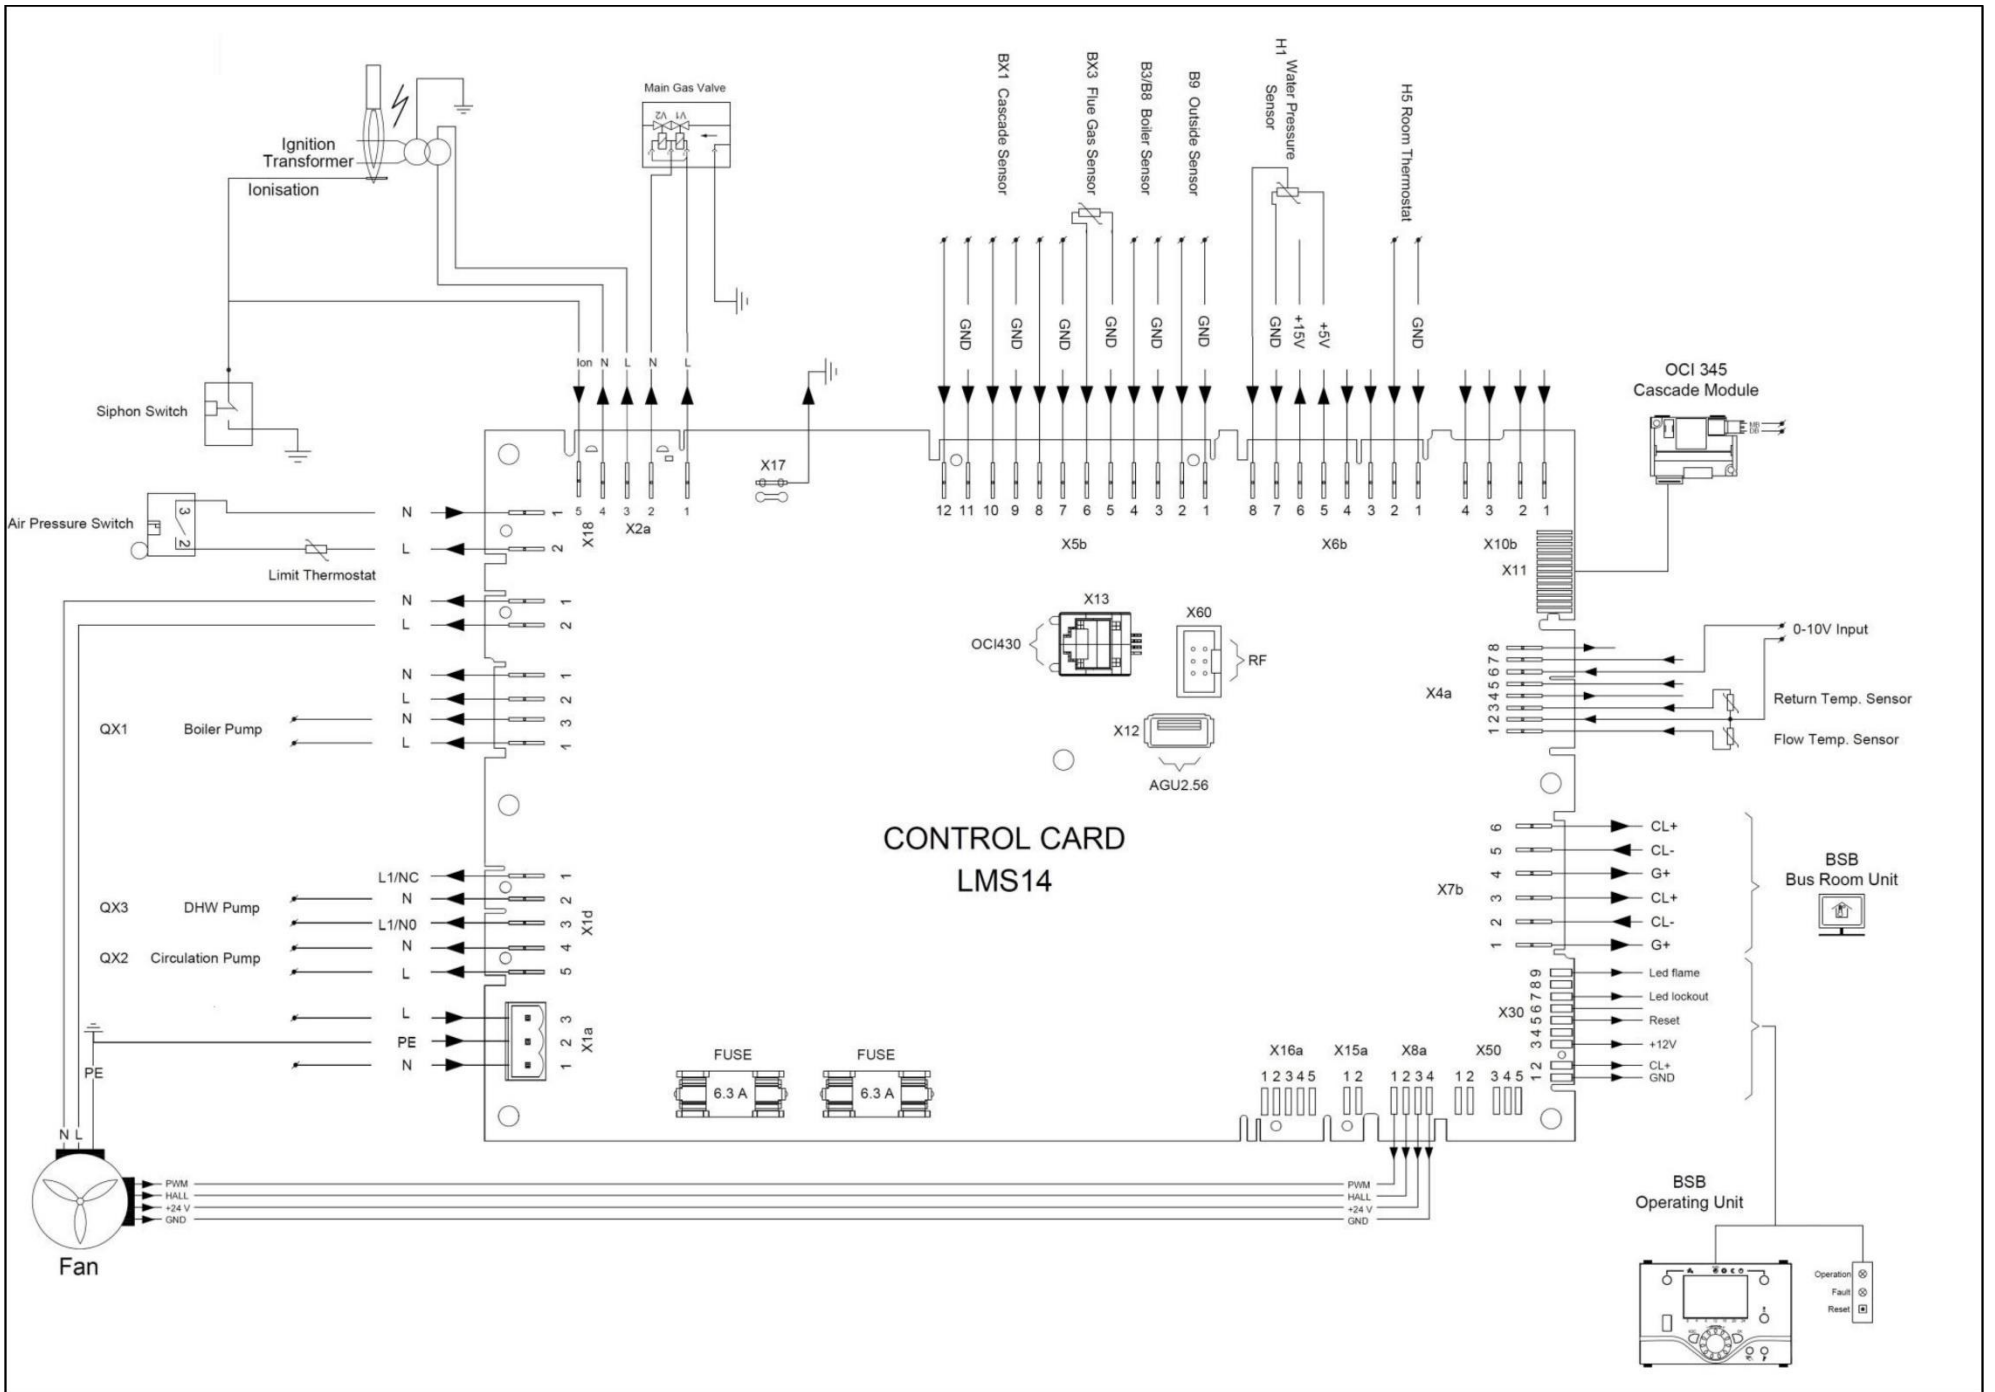 Ignition
Transformer
Ionisation
Main Gas Valve
V2
V1
BX1 Cascade Sensor
BX3 Flue Gas Sensor
B3/B8 Boiler Sensor
B9 Outside Sensor
H1 Water Pressure
Sensor
H5 Room Thermostat
GND
GND
GND
GND
GND
GND
+15V
+5V
GND
Ion N L N L
Siphon Switch
OCI 345
Cascade Module
MB
DB
X17
5 4 3 2 1
X18
X2a
12 11 10 9 8 7 6 5 4 3 2 1
X5b
8 7 6 5 4 3 2 1
X6b
4 3 2 1
X10b
X11
Air Pressure Switch
3
2
N
1
L
2
Limit Thermostat
N
1
L
2
N
1
L
2
QX1
Boiler Pump
N
3
L
1
X13
OCI430
X60
RF
X12
AGU2.56
8
7
6
5
4
3
2
1
X4a
0-10V Input
Return Temp. Sensor
Flow Temp. Sensor
CONTROL CARD
LMS14
L1/NC
1
QX3
DHW Pump
N
2
L1/N0
3
X1d
QX2
Circulation Pump
N
4
L
5
L
3
PE
2
X1a
N
1
PE
X7b
6
CL+
5
CL-
4
G+
3
CL+
2
CL-
1
G+
BSB
Bus Room Unit
X30
9
Led flame
8
7
Led lockout
6
5
Reset
4
3
+12V
2
CL+
1
GND
FUSE
6.3 A
FUSE
6.3 A
X16a
1 2 3 4 5
X15a
1 2
X8a
1 2 3 4
X50
1 2 3 4 5
N L
PWM
HALL
+24 V
GND
PWM
HALL
+24 V
GND
Fan
BSB
Operating Unit
Operation
Fault
Reset